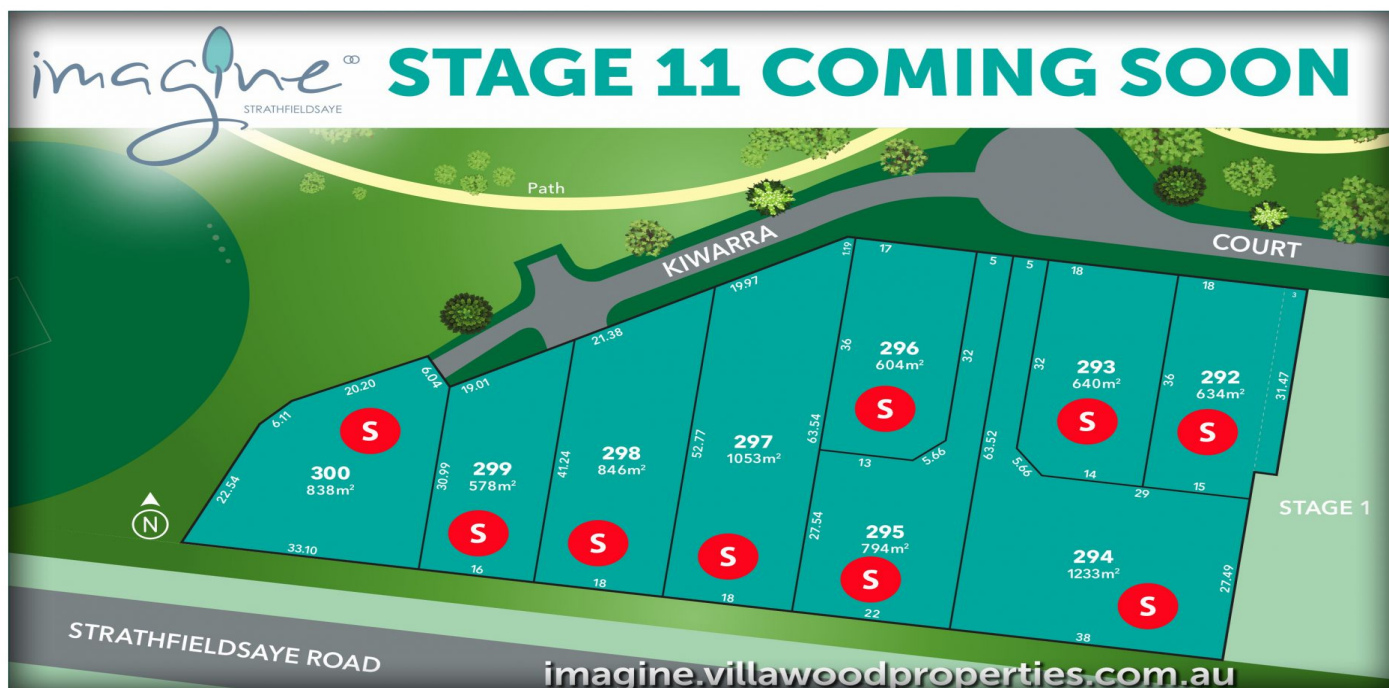 imagine
STRATHFIELDSAYE
STAGE 11 COMING SOON
Path
KIWARRA
COURT
1.19
17
5
5
18
18
3
19.97
21.38
19.01
6.04
20.20
6.11
22.54
33.10
300
838m²
S
30.99
299
578m²
S
16
41.24
298
846m²
S
18
52.77
297
1053m²
S
18
63.54
36
296
604m²
S
32
13
5.66
27.54
295
794m²
S
22
63.52
32
293
640m²
S
5.66
14
36
292
634m²
S
31.47
15
29
294
1233m²
S
27.49
38
STAGE 1
N
STRATHFIELDSAYE ROAD
imagine.villawoodproperties.com.au